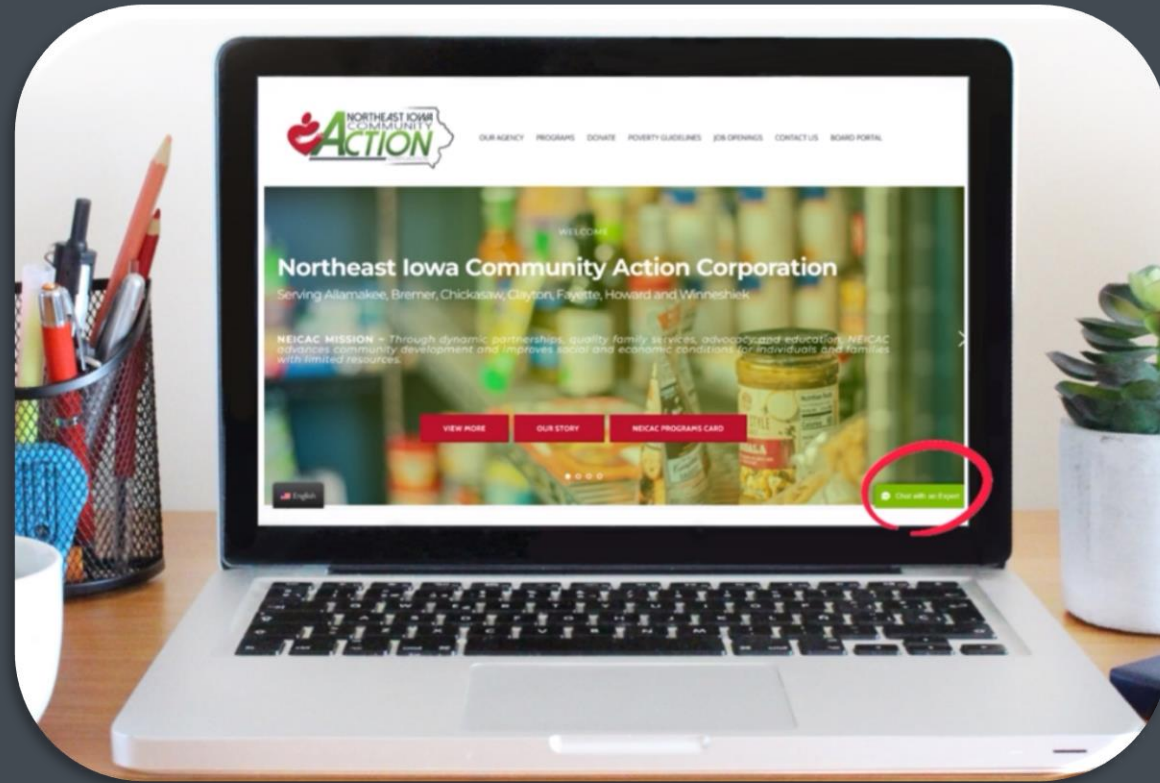 NORTHEAST IOWA
COMMUNITY
ACTION
OUR AGENCY PROGRAMS DONATE POVERTY GUIDELINES JOB OPENINGS CONTACT US BOARD PORTAL
WELCOME
Northeast Iowa Community Action Corporation
Serving Allamakee, Bremer, Chickasaw, Clayton, Fayette, Howard and Winneshiek
NEICAC MISSION – Through dynamic partnerships, quality family services, advocacy and education, NEICAC
advances community development and improves social and economic conditions for individuals and families
with limited resources.
VIEW MORE OUR STORY NEICAC PROGRAMS CARD
English
Chat with an Expert